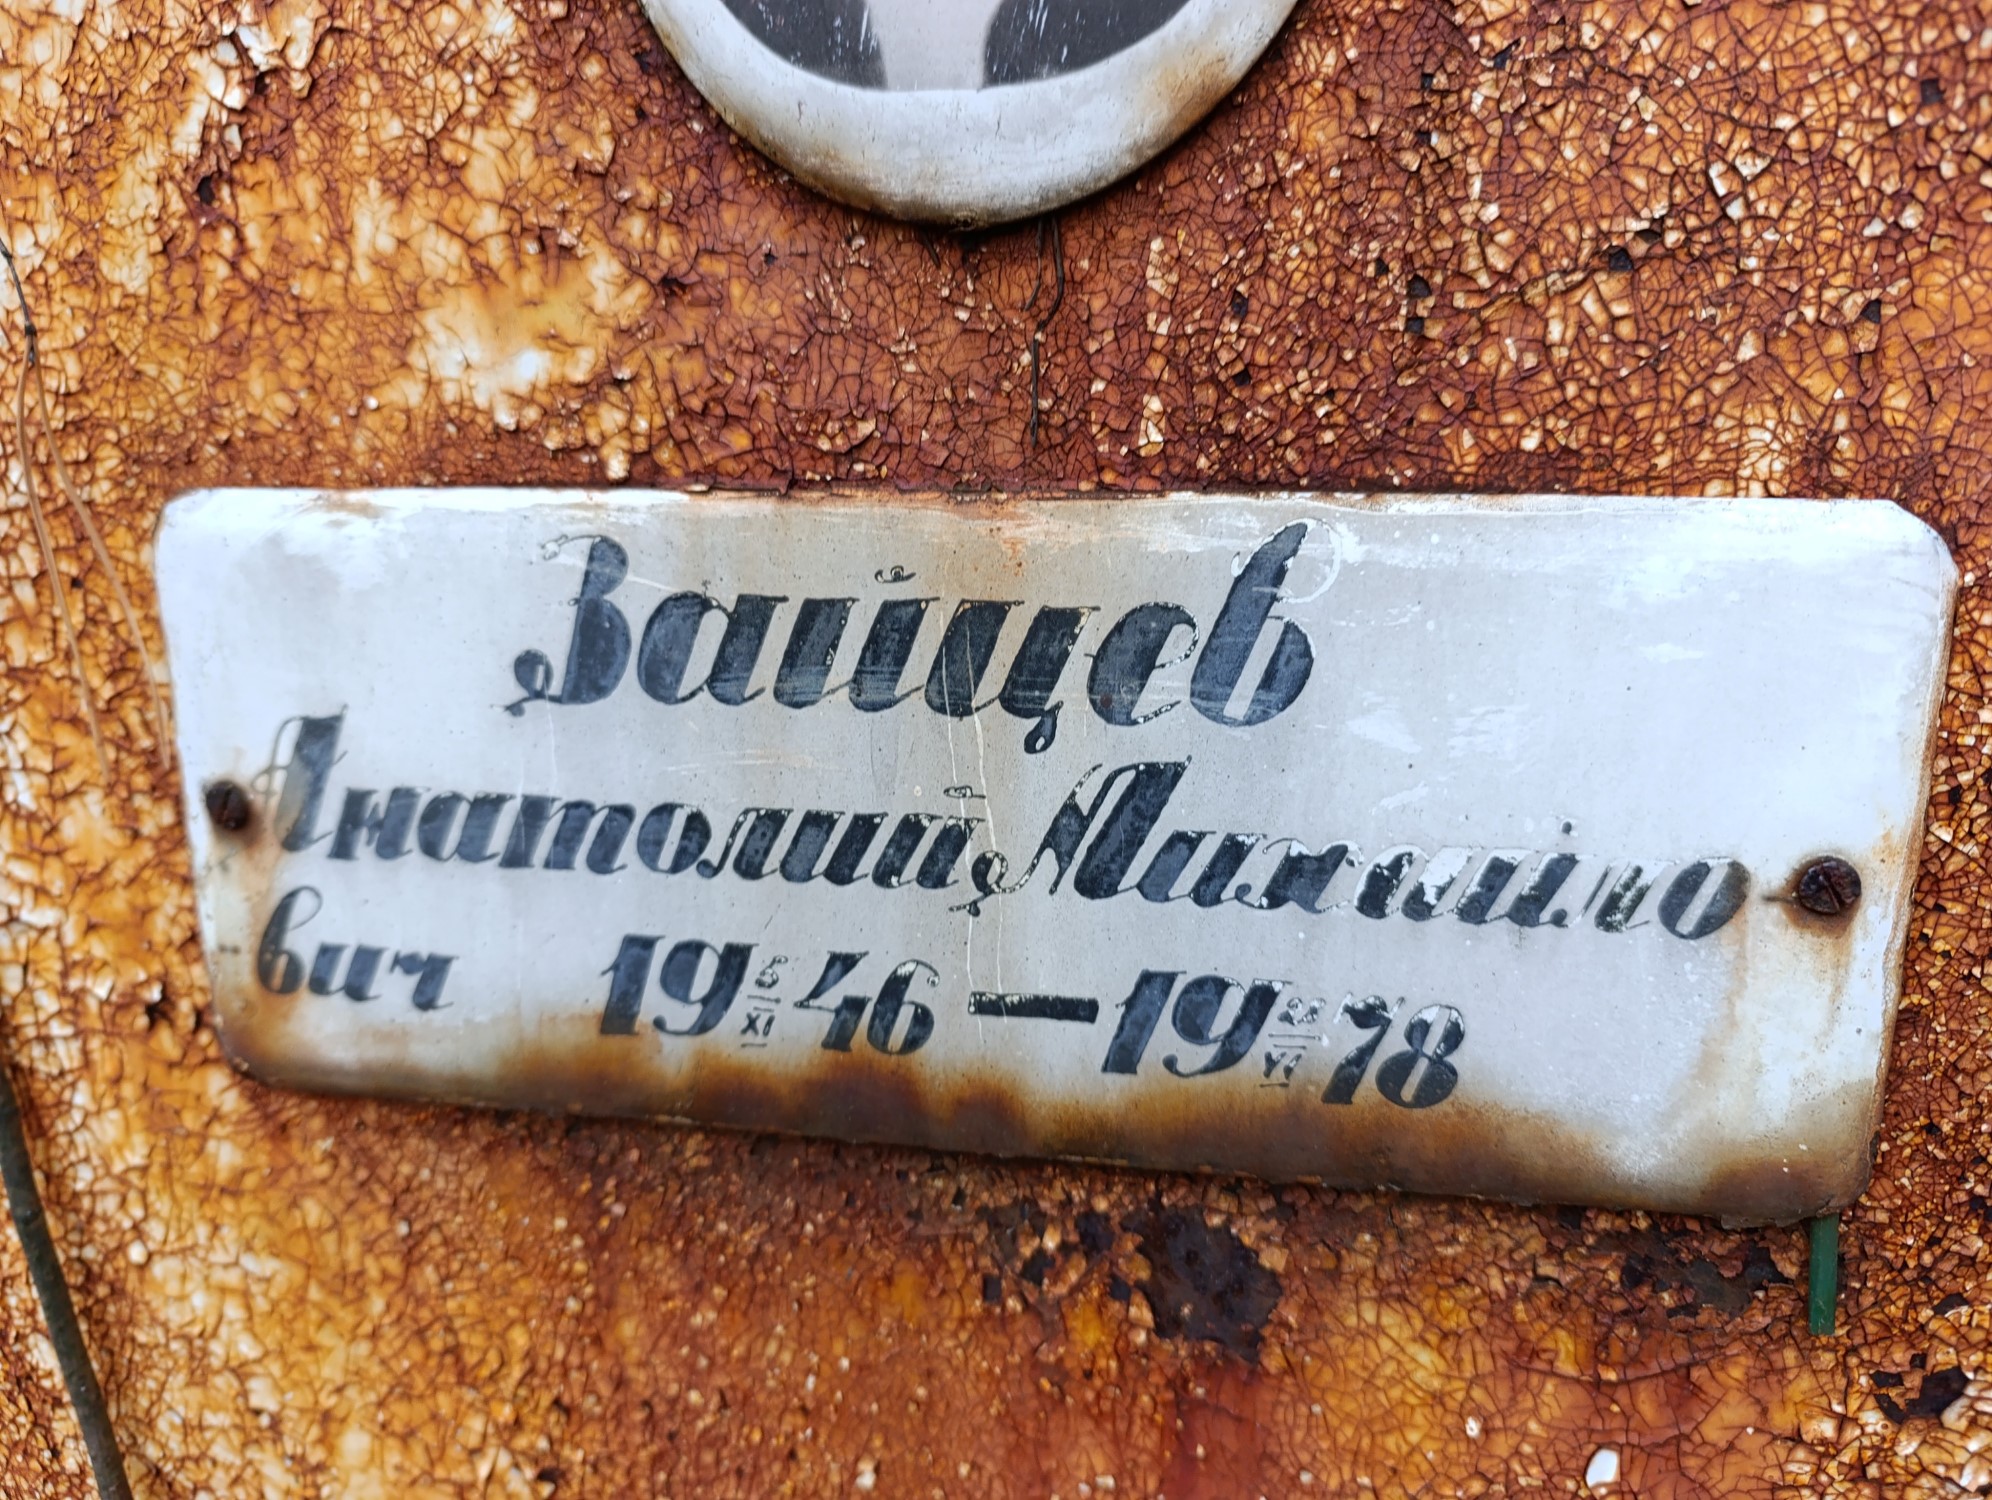 Зайцев
Анатолий Михайло
вич 19 5/XI 46 — 19 /VI 78